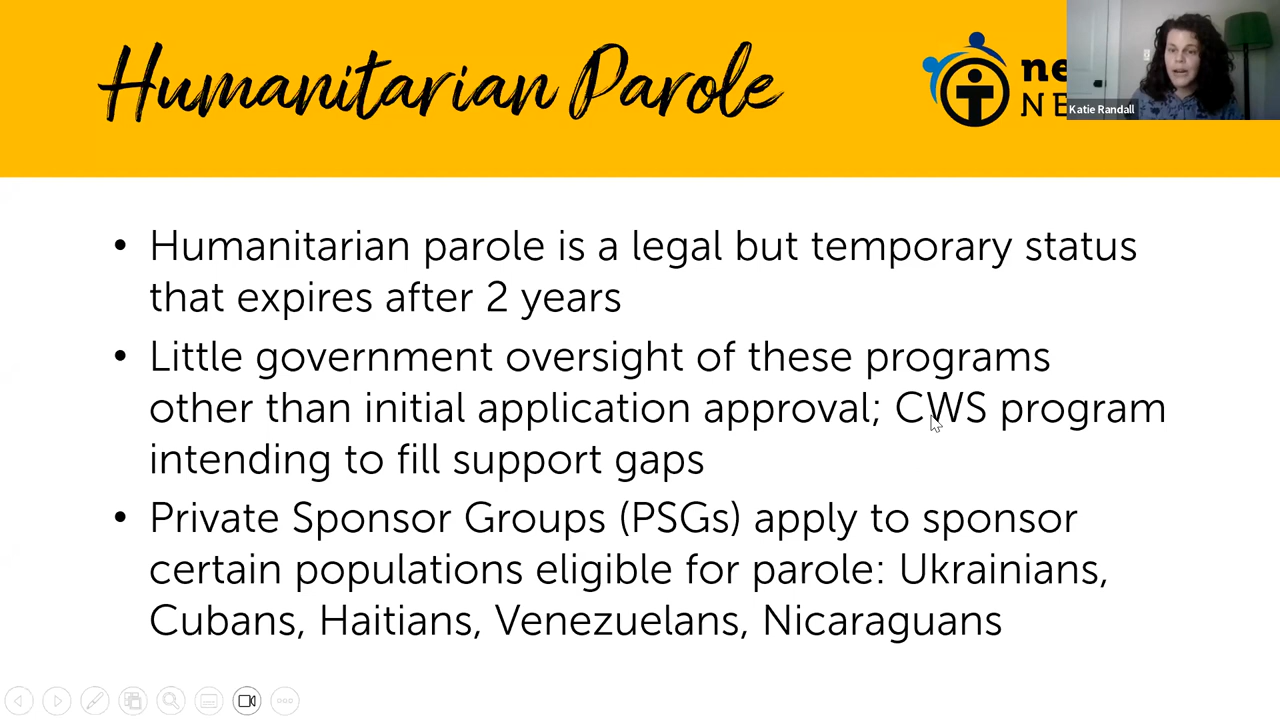 Humanitarian Parole
ne
NE
Katie Randall
• Humanitarian parole is a legal but temporary status
that expires after 2 years
• Little government oversight of these programs
other than initial application approval; CWS program
intending to fill support gaps
• Private Sponsor Groups (PSGs) apply to sponsor
certain populations eligible for parole: Ukrainians,
Cubans, Haitians, Venezuelans, Nicaraguans